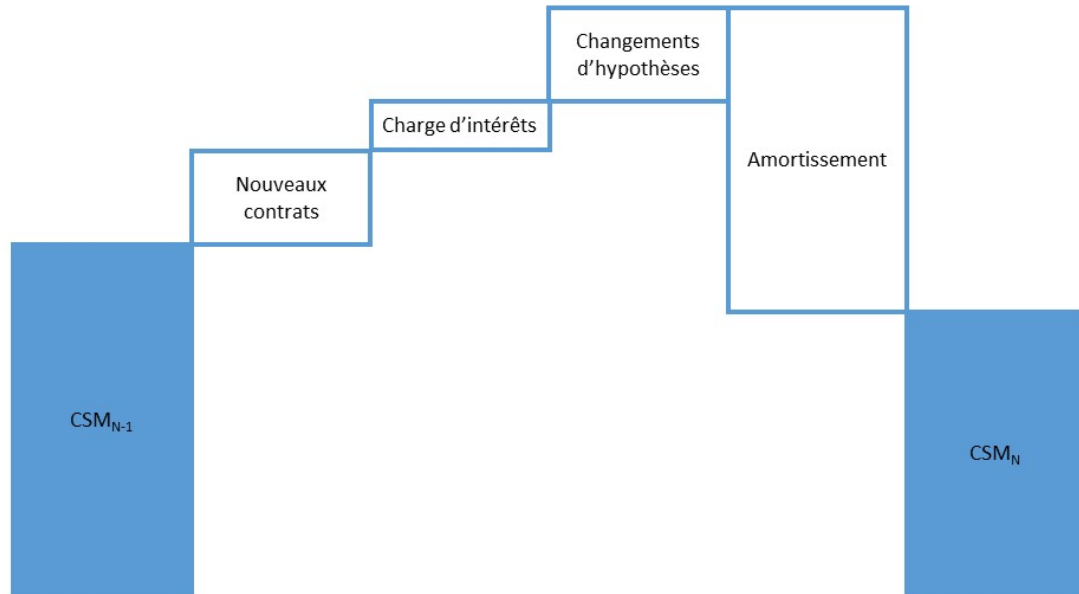 Changements
d’hypothèses
Charge d’intérêts
Amortissement
Nouveaux
contrats
CSMN-1
CSMN